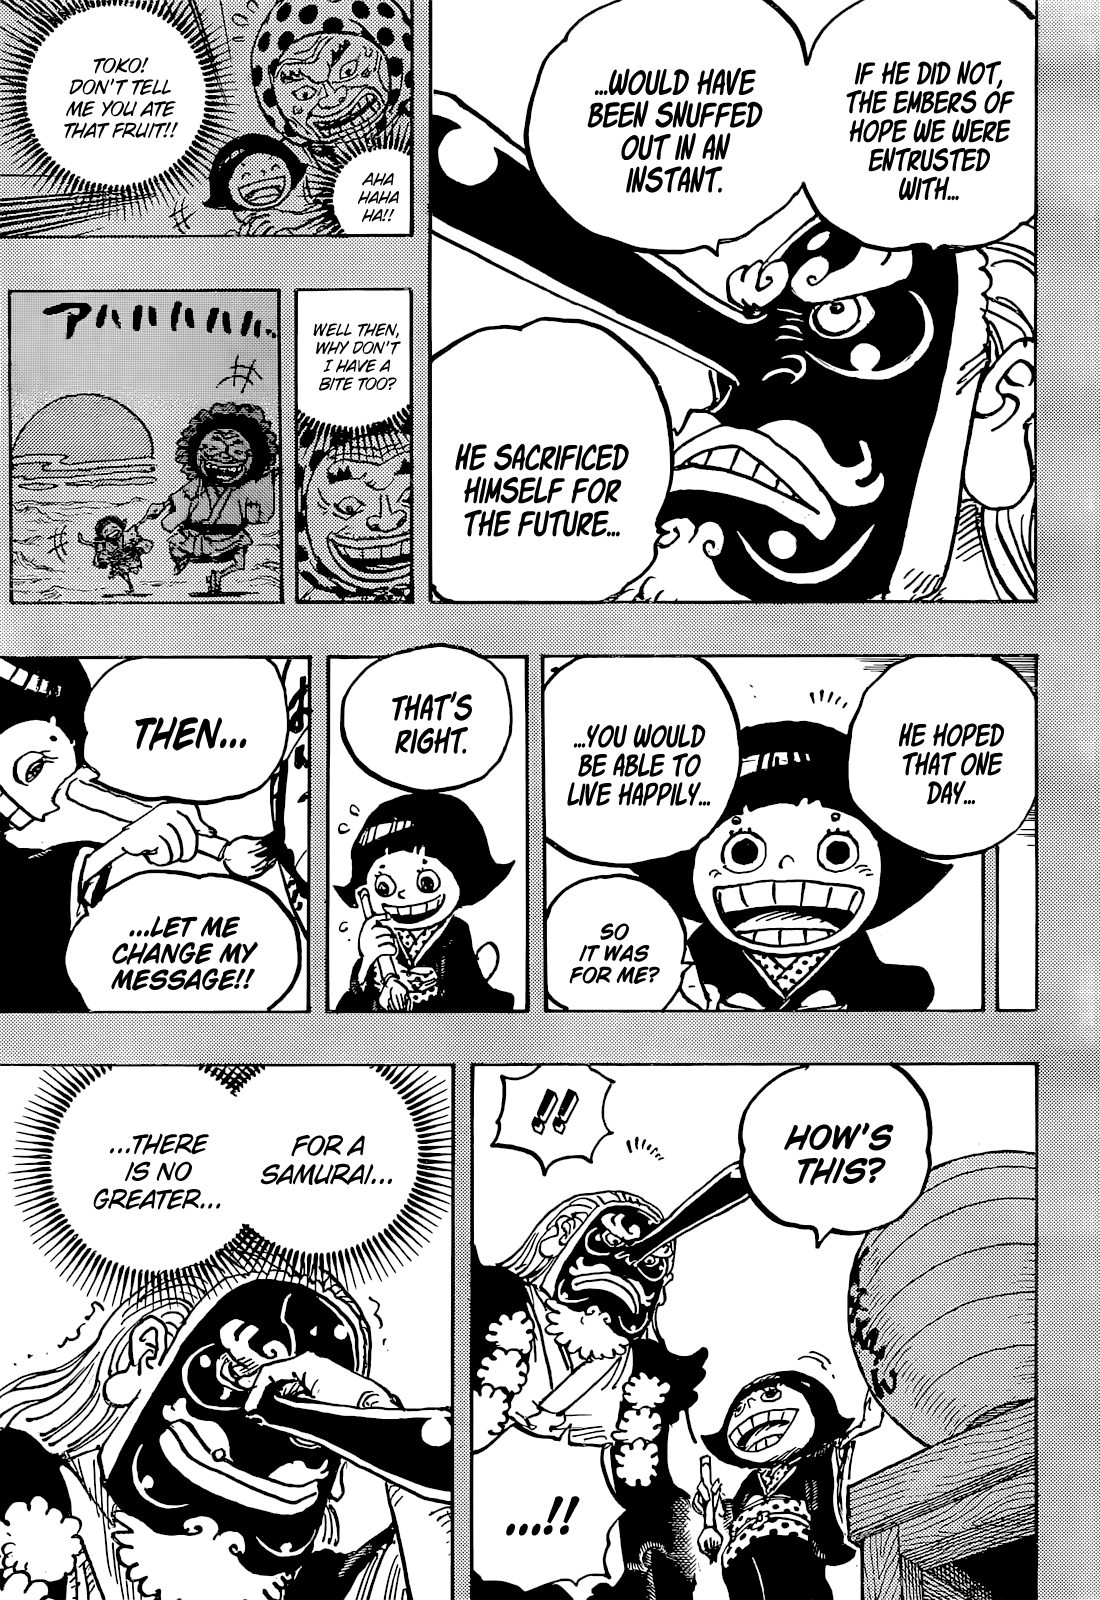 IF HE DID NOT,
THE EMBERS OF
HOPE WE WERE
ENTRUSTED
WITH...
...WOULD HAVE
BEEN SNUFFED
OUT IN AN
INSTANT.
HE SACRIFICED
HIMSELF FOR
THE FUTURE...
TOKO!
DON'T TELL
ME YOU ATE
THAT FRUIT!!
AHA
HAHA
HA!!
WELL THEN,
WHY DON'T
I HAVE A
BITE TOO?
アハハハハハハ..
HE HOPED
THAT ONE
DAY...
...YOU WOULD
BE ABLE TO
LIVE HAPPILY...
SO
IT WAS
FOR ME?
THAT'S
RIGHT.
THEN...
...LET ME
CHANGE MY
MESSAGE!!
HOW'S
THIS?
!!
...!!
FOR A
SAMURAI...
...THERE
IS NO
GREATER...